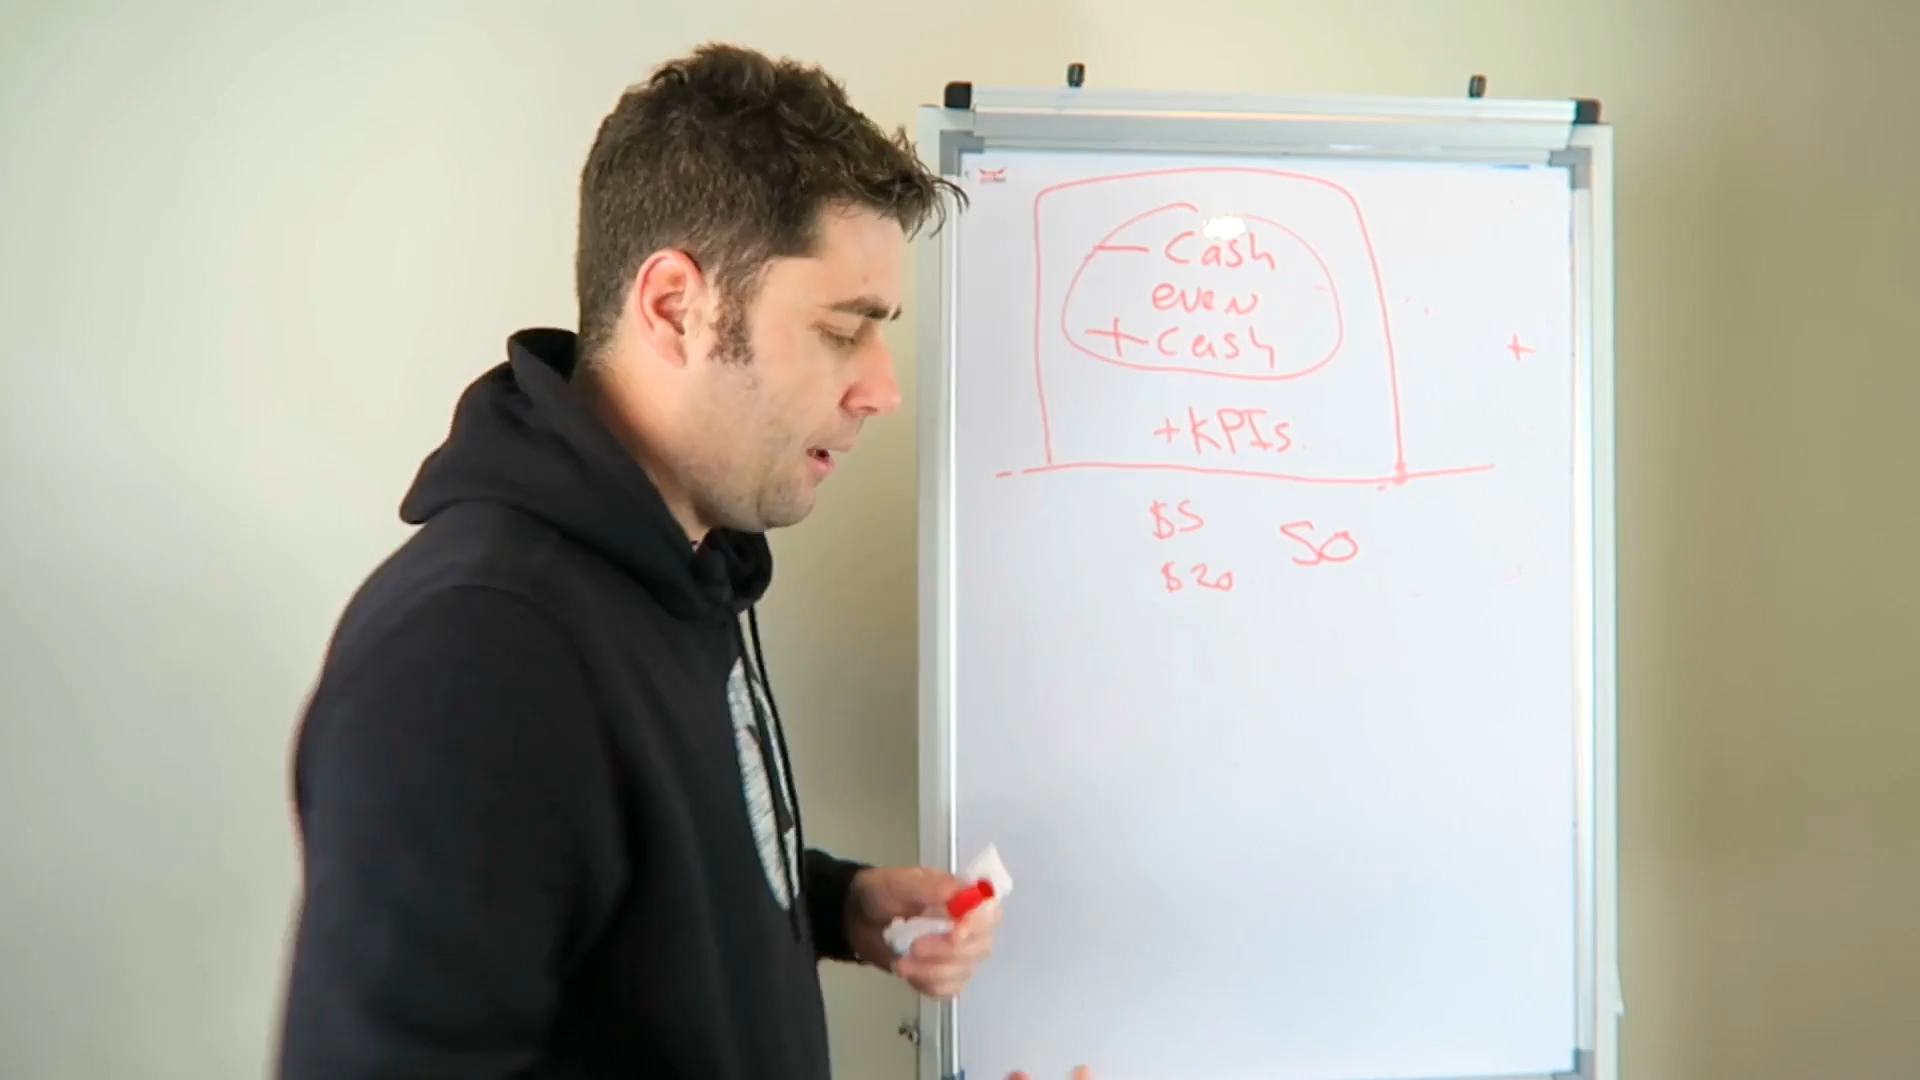 — Cash
even
+ Cash
+
+ KPIs
$5
50
$20